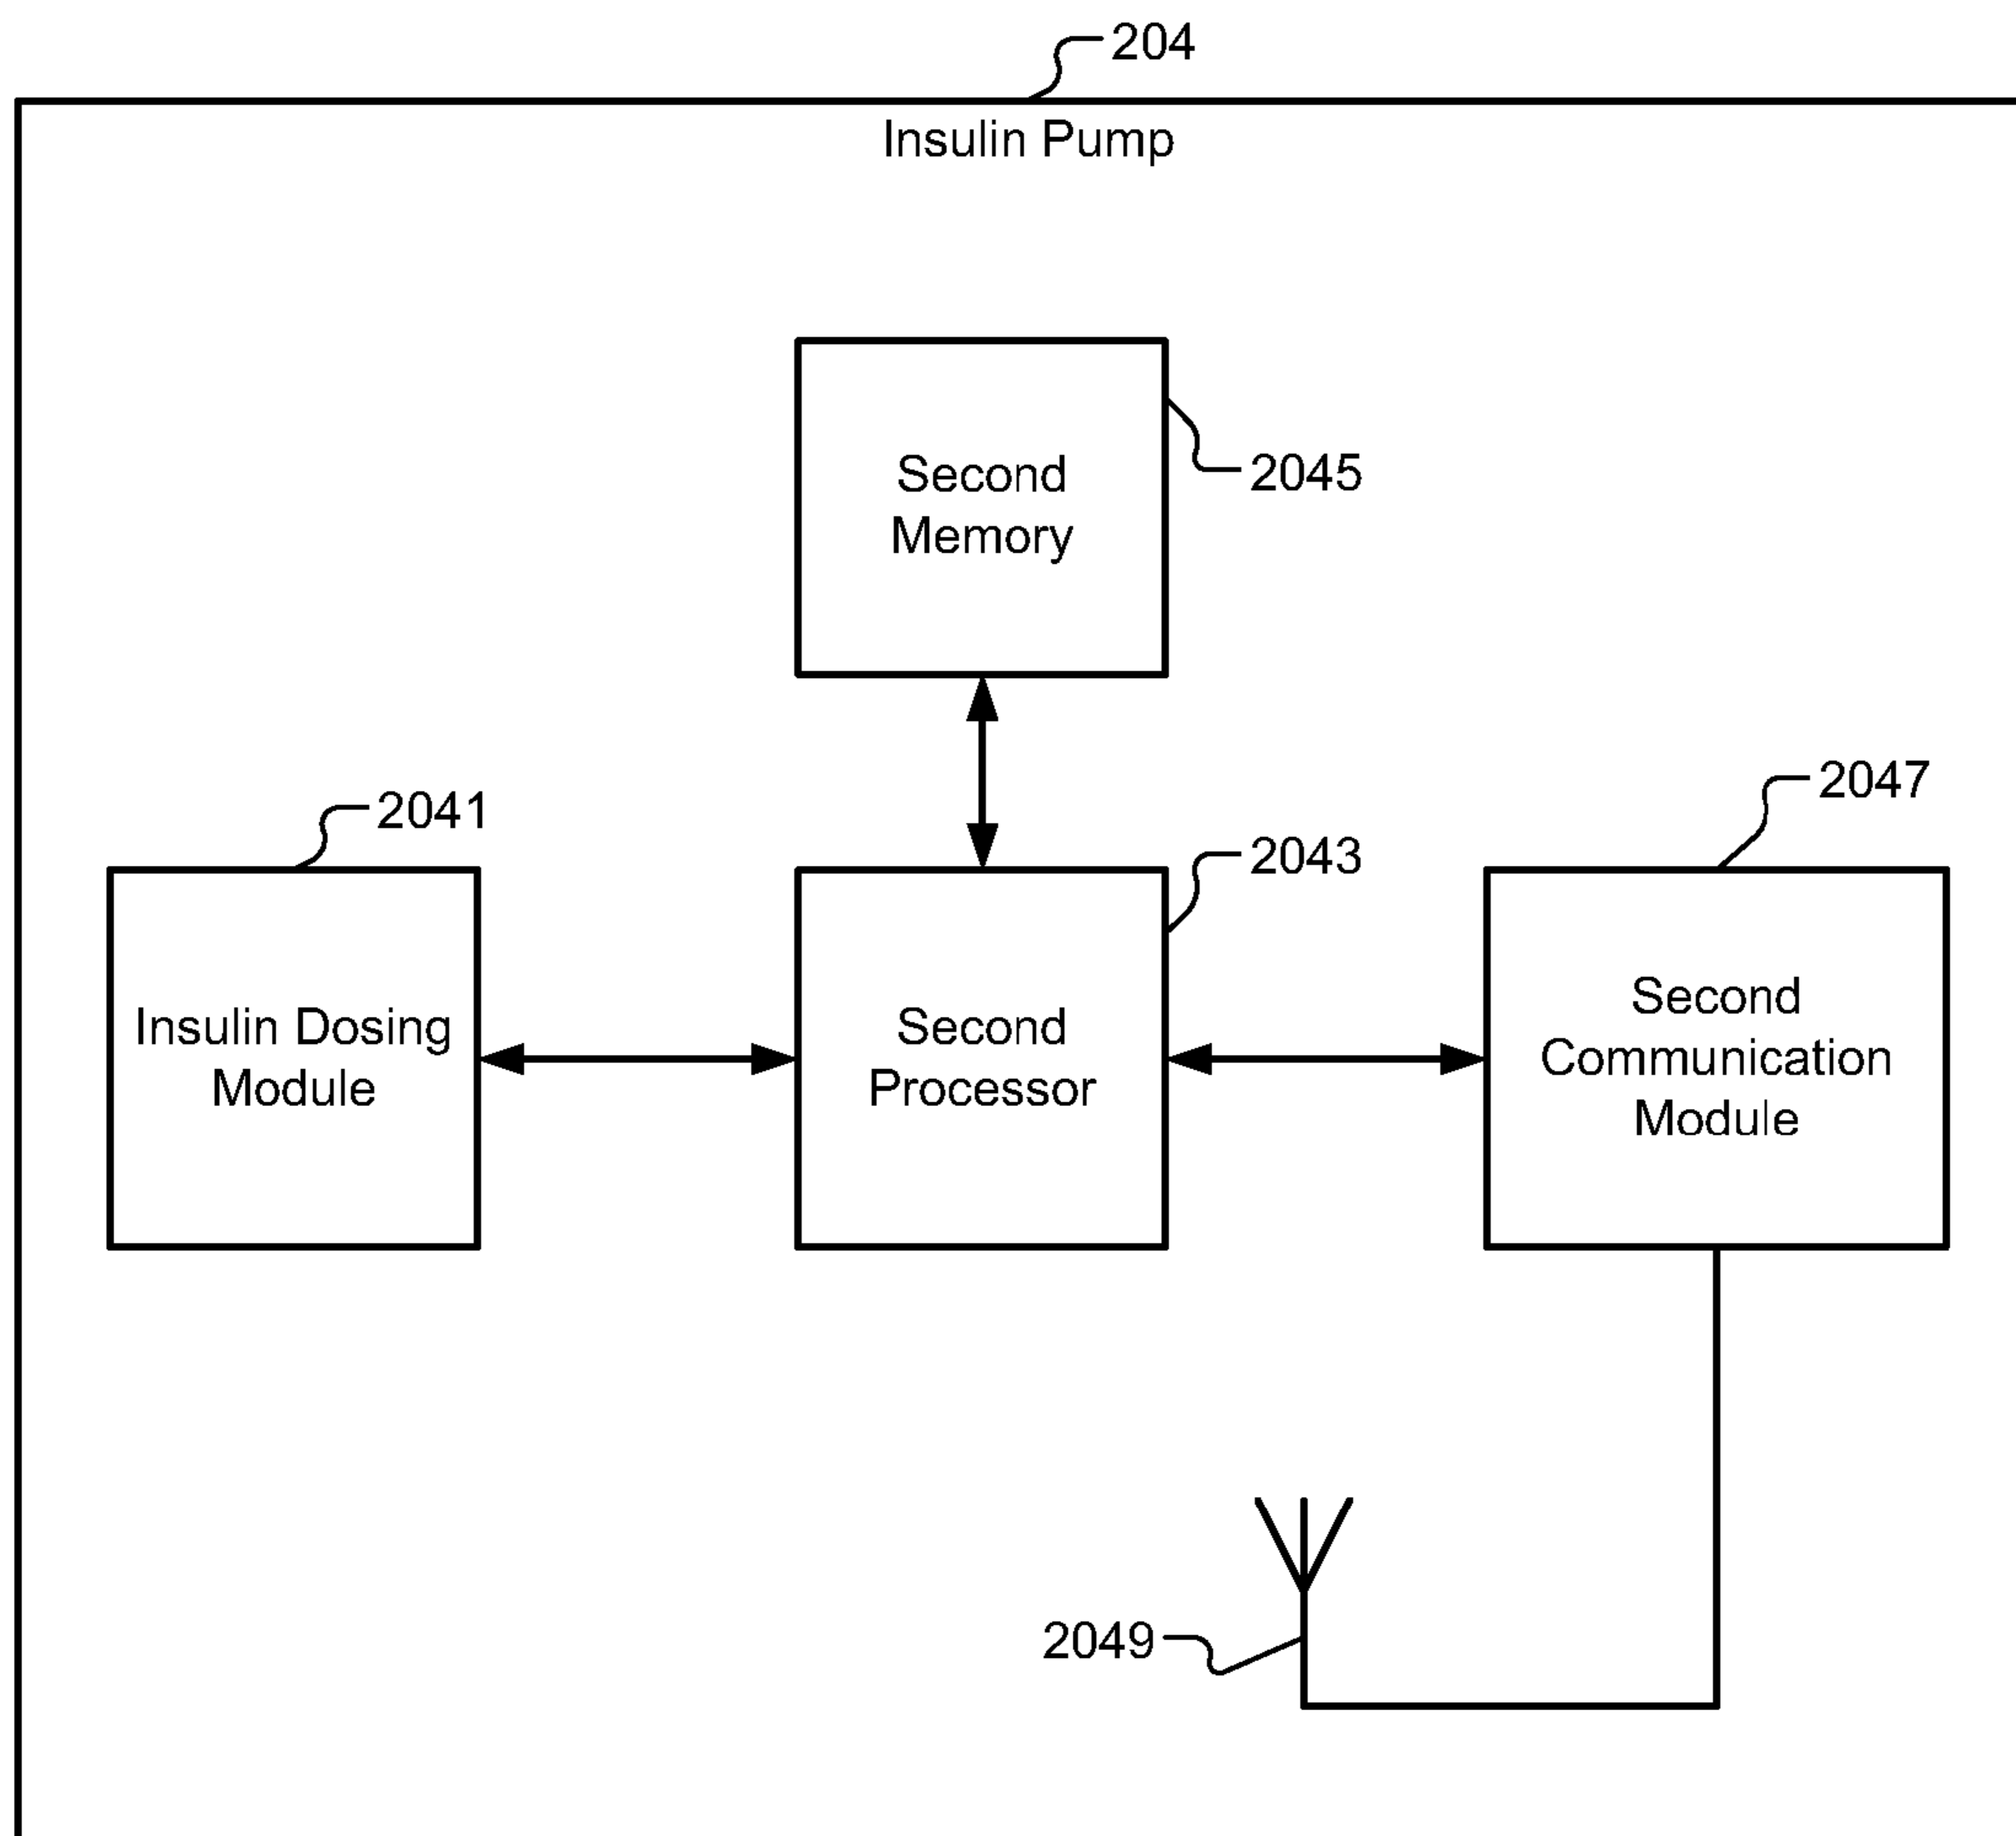 204
Insulin Pump
Second
Memory
2045
2041
2047
2043
Insulin Dosing
Module
Second
Processor
Second
Communication
Module
2049